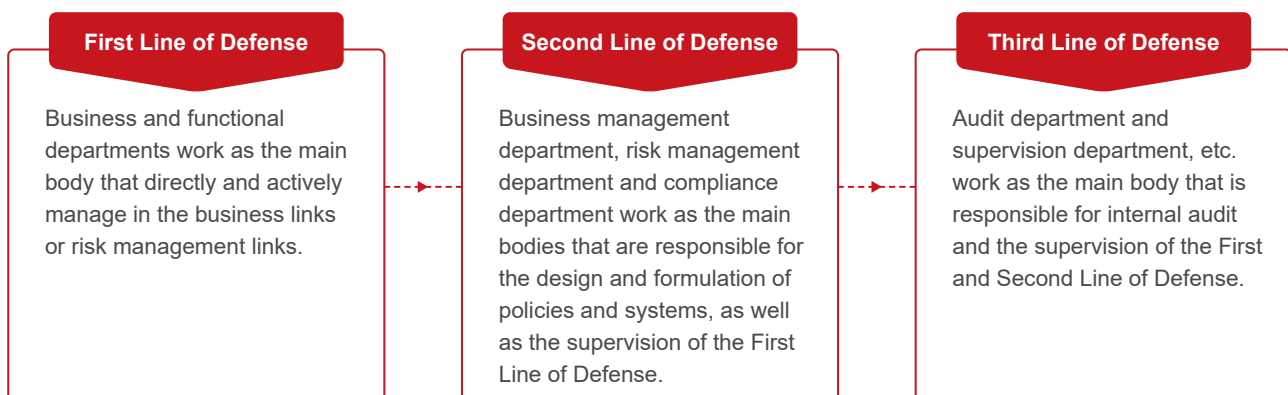 First Line of Defense
Business and functional
departments work as the main
body that directly and actively
manage in the business links
or risk management links.
Second Line of Defense
Business management
department, risk management
department and compliance
department work as the main
bodies that are responsible for
the design and formulation of
policies and systems, as well
as the supervision of the First
Line of Defense.
Third Line of Defense
Audit department and
supervision department, etc.
work as the main body that is
responsible for internal audit
and the supervision of the First
and Second Line of Defense.